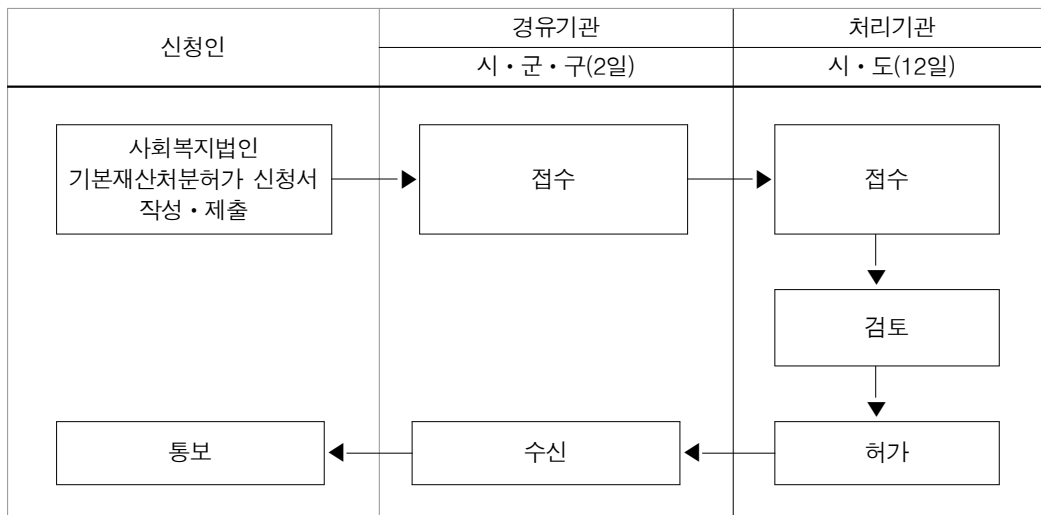 신청인
경유기관
처리기관
시・군・구(2일)
시・도(12일)
사회복지법인
기본재산처분허가 신청서
작성・제출
접수
접수
검토
통보
수신
허가